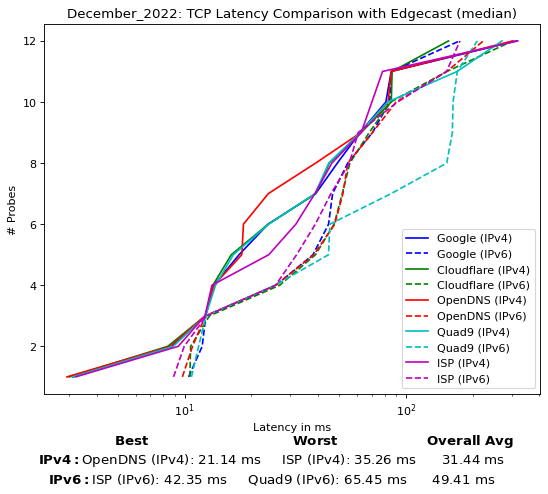 December_2022: TCP Latency Comparison with Edgecast (median)
12
10
8
6
4
2
# Probes
Google (IPv4)
Google (IPv6)
Cloudflare (IPv4)
Cloudflare (IPv6)
OpenDNS (IPv4)
OpenDNS (IPv6)
Quad9 (IPv4)
Quad9 (IPv6)
ISP (IPv4)
ISP (IPv6)
10¹ 10²
Latency in ms
Best Worst Overall Avg
IPv4: OpenDNS (IPv4): 21.14 ms ISP (IPv4): 35.26 ms 31.44 ms
IPv6: ISP (IPv6): 42.35 ms Quad9 (IPv6): 65.45 ms 49.41 ms